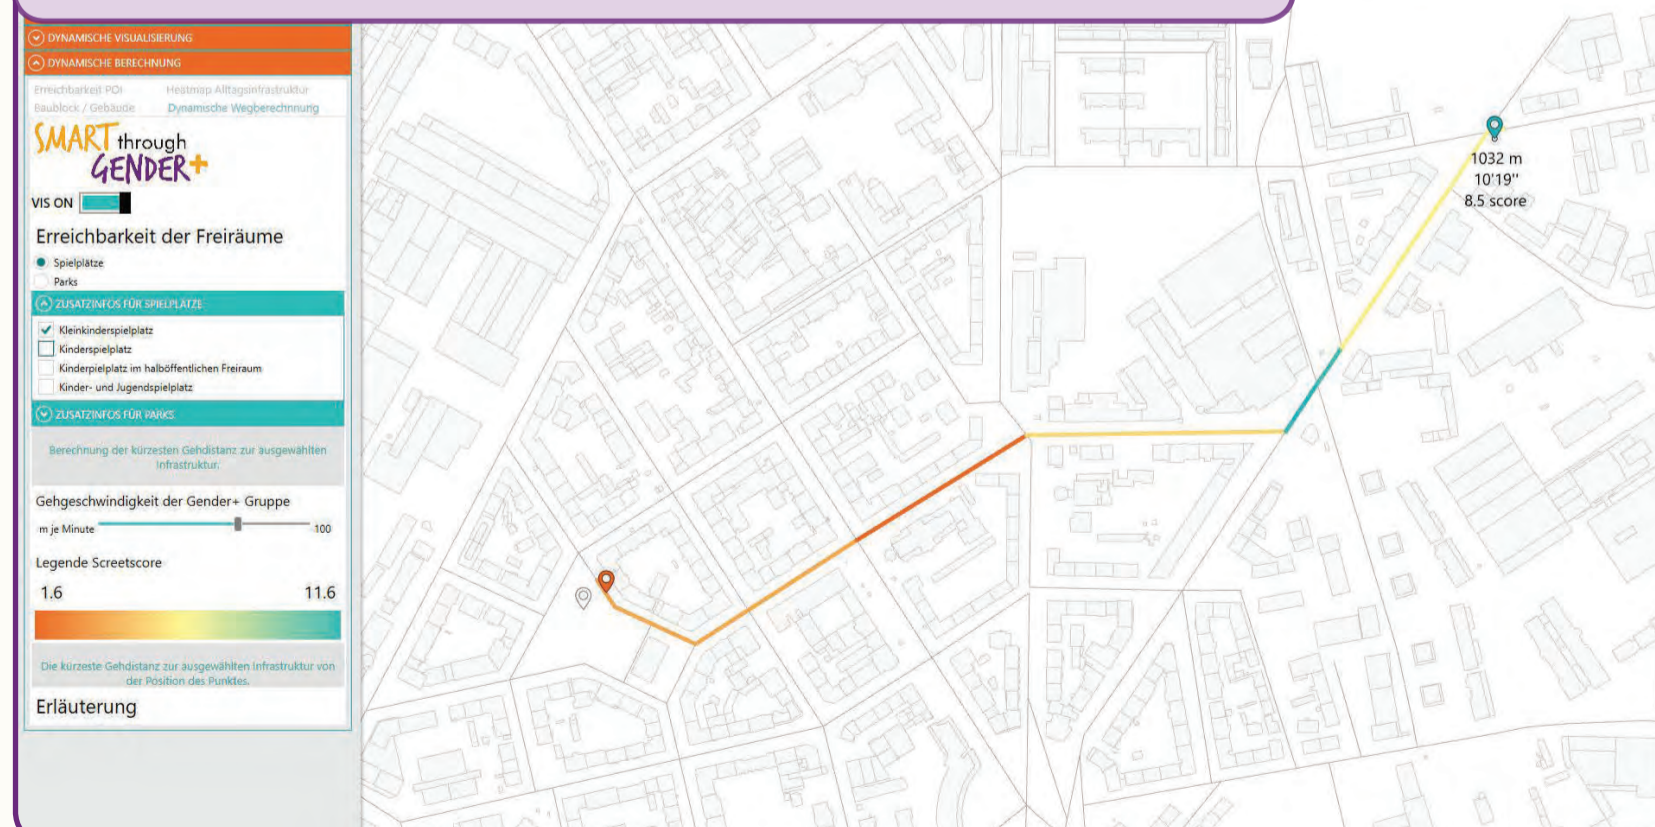 DYNAMISCHE VISUALISIERUNG
DYNAMISCHE BERECHNUNG
Erreichbarkeit POI Heatmap Alltagsinfrastruktur
Baublock / Gebäude Dynamische Wegberechnnung
SMART through
GENDER+
VIS ON
Erreichbarkeit der Freiräume
Spielplätze
Parks
ZUSATZINFOS FÜR SPIELPLÄTZE
Kleinkinderspielplatz
Kinderspielplatz
Kinderpielplatz im halböffentlichen Freiraum
Kinder- und Jugendspielplatz
ZUSATZINFOS FÜR PARKS
Berechnung der kürzesten Gehdistanz zur ausgewählten
Infrastruktur.
Gehgeschwindigkeit der Gender+ Gruppe
m je Minute 100
Legende Screetscore
1.6 11.6
Die kürzeste Gehdistanz zur ausgewählten Infrastruktur von
der Position des Punktes.
Erläuterung
1032 m
10'19''
8.5 score